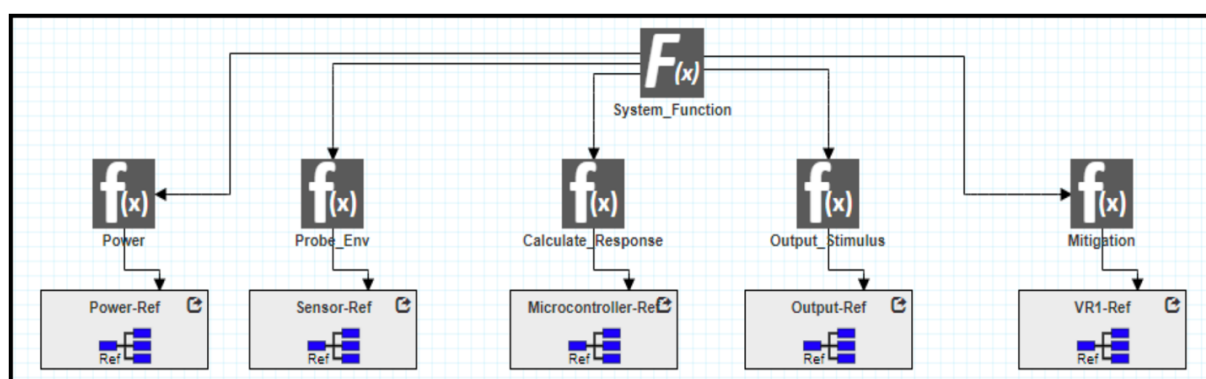 F(x)
System_Function
f(x) f(x) f(x) f(x) f(x)
Power Probe_Env Calculate_Response Output_Stimulus Mitigation
Power-Ref Sensor-Ref Microcontroller-Ref Output-Ref VR1-Ref
Ref Ref Ref Ref Ref